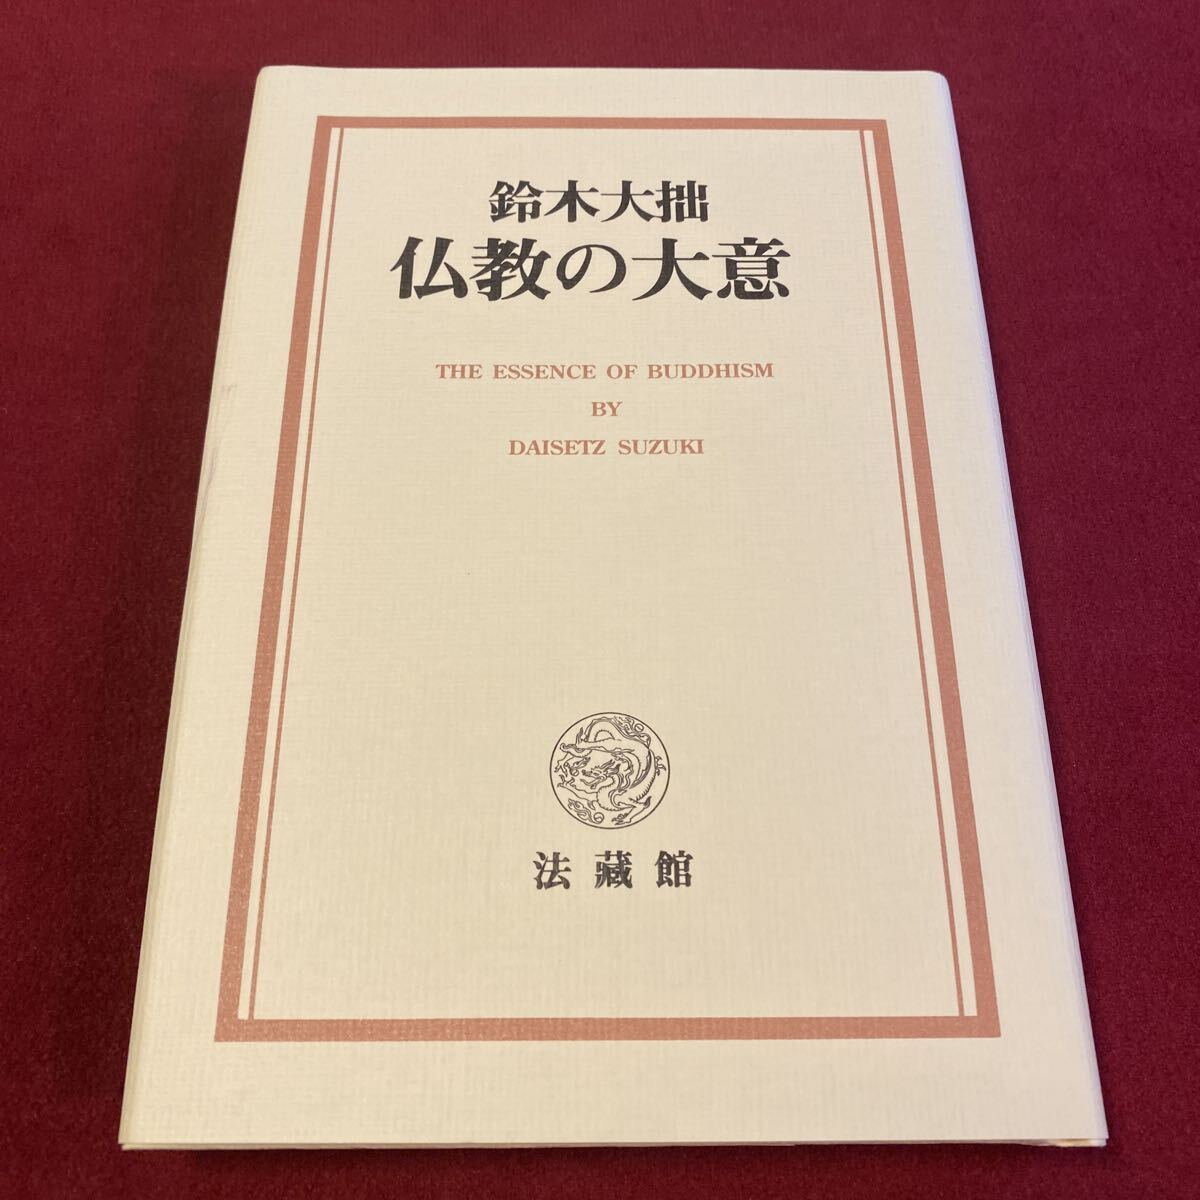 鈴木大拙
仏教の大意
THE ESSENCE OF BUDDHISM
BY
DAISETZ SUZUKI
法藏館